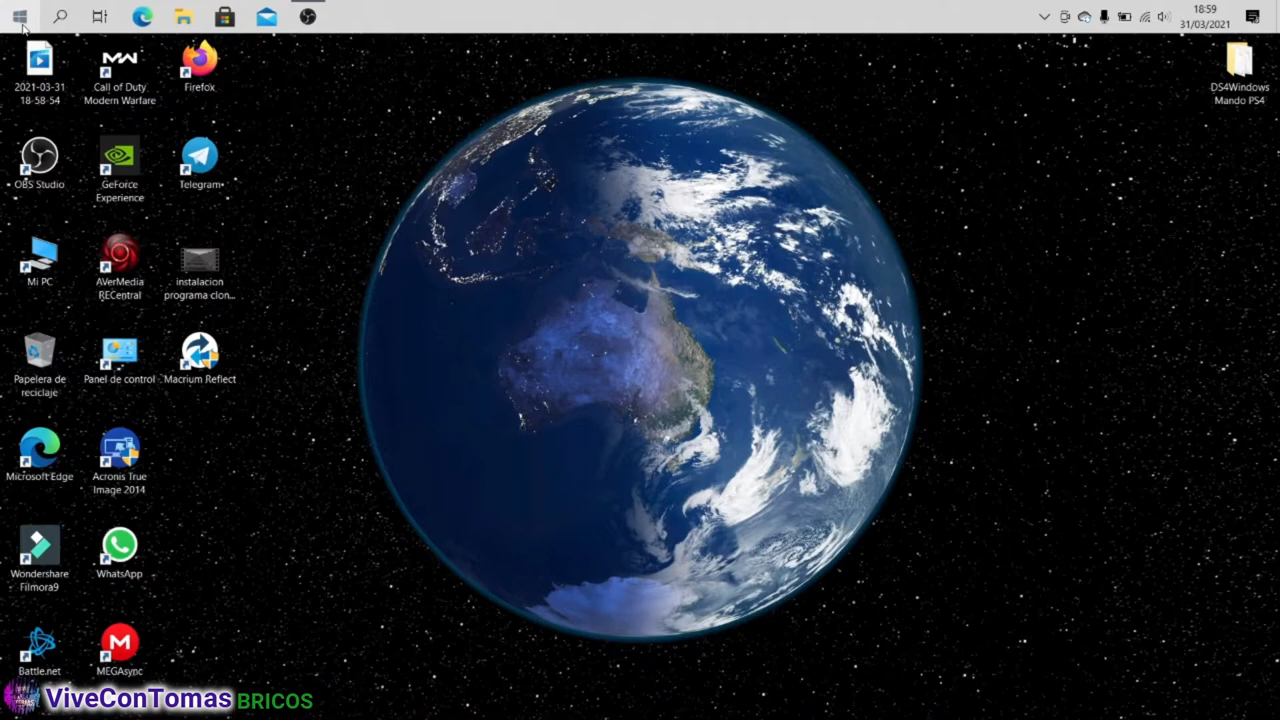 18:59
31/03/2021
2021-03-31
18-58-54
Call of Duty
Modern Warfare
Firefox
DS4Windows
Mando PS4
OBS Studio
GeForce
Experience
Telegram
Mi PC
AVerMedia
RECentral
instalacion
programa clon...
Papelera de
reciclaje
Panel de control
Macrium Reflect
Microsoft Edge
Acronis True
Image 2014
Wondershare
Filmora9
WhatsApp
Battle.net
MEGAsync
ViveConTomas BRICOS